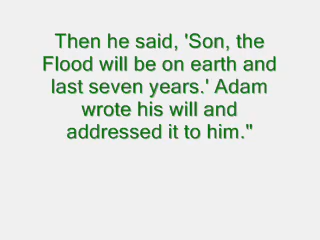 Then he said, 'Son, the
Flood will be on earth and
last seven years.' Adam
wrote his will and
addressed it to him."